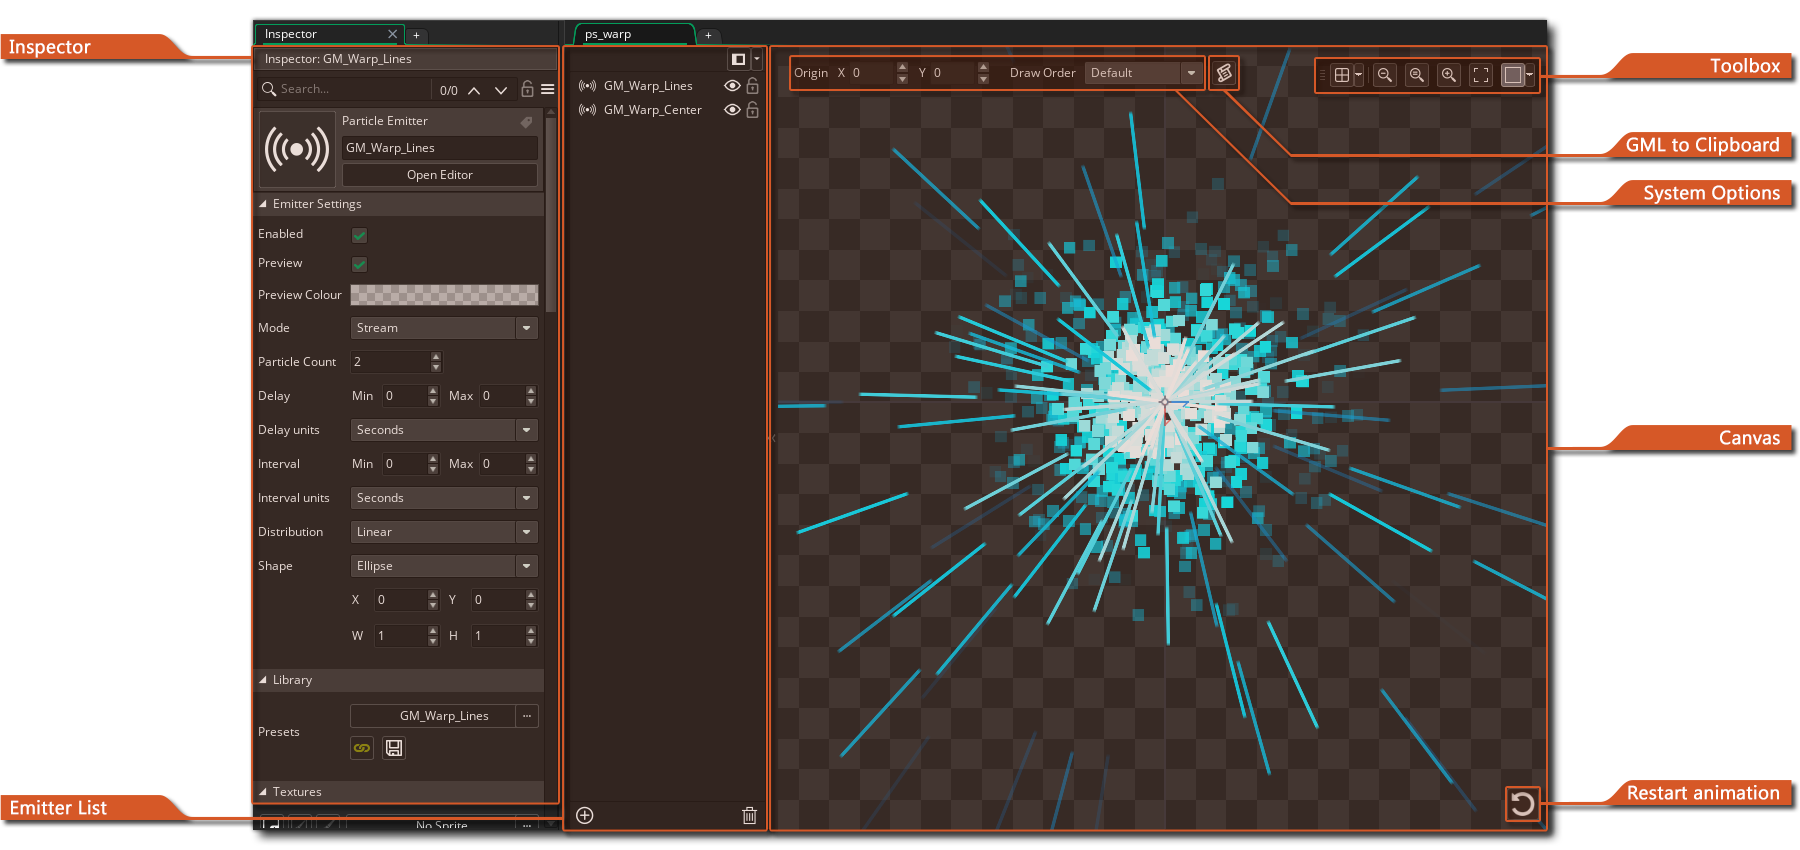 Inspector
ps_warp
Inspector: GM_Warp_Lines
Search...
0/0
Particle Emitter
GM_Warp_Lines
Open Editor
Emitter Settings
Enabled
Preview
Preview Colour
Mode Stream
Particle Count 2
Delay Min 0 Max 0
Delay units Seconds
Interval Min 0 Max 0
Interval units Seconds
Distribution Linear
Shape Ellipse
X 0 Y 0
W 1 H 1
Library
Presets GM_Warp_Lines ...
Textures
No Sprite ...
GM_Warp_Lines
GM_Warp_Center
Origin X 0 Y 0 Draw Order Default
Inspector
Emitter List
Toolbox
GML to Clipboard
System Options
Canvas
Restart animation